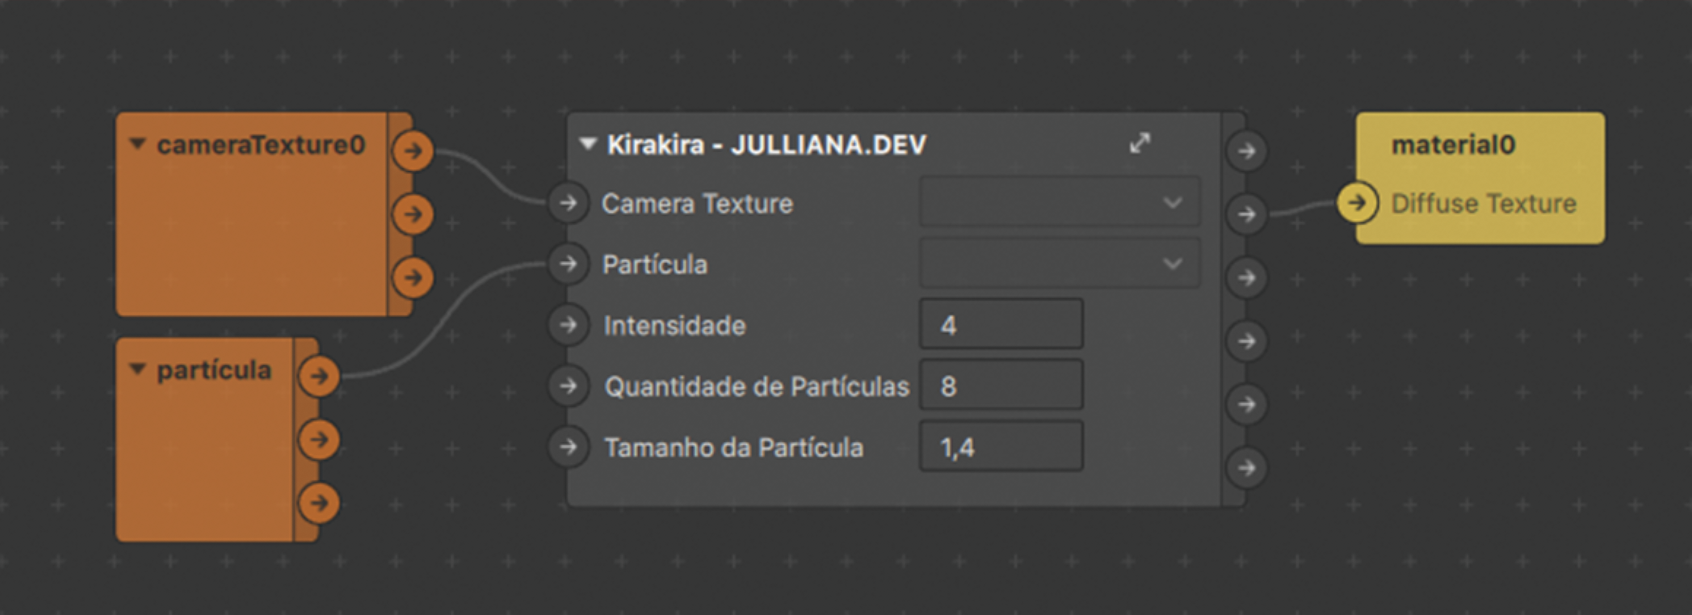 cameraTexture0
partícula
Kirakira - JULLIANA.DEV
Camera Texture
Partícula
Intensidade 4
Quantidade de Partículas 8
Tamanho da Partícula 1,4
material0
Diffuse Texture